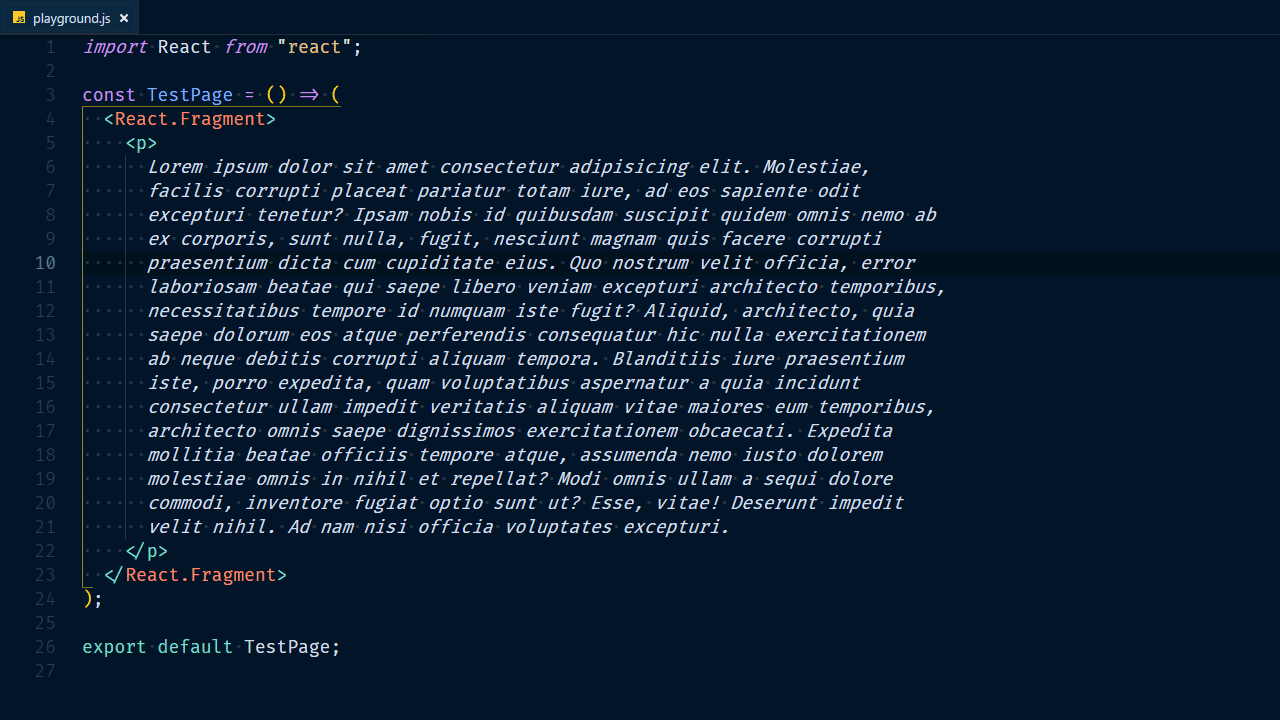 JS playground.js ×
1 import React from "react";
2
3 const TestPage = () => (
4 <React.Fragment>
5 <p>
6 Lorem ipsum dolor sit amet consectetur adipisicing elit. Molestiae,
7 facilis corrupti placeat pariatur totam iure, ad eos sapiente odit
8 excepturi tenetur? Ipsam nobis id quibusdam suscipit quidem omnis nemo ab
9 ex corporis, sunt nulla, fugit, nesciunt magnam quis facere corrupti
10 praesentium dicta cum cupiditate eius. Quo nostrum velit officia, error
11 laboriosam beatae qui saepe libero veniam excepturi architecto temporibus,
12 necessitatibus tempore id numquam iste fugit? Aliquid, architecto, quia
13 saepe dolorum eos atque perferendis consequatur hic nulla exercitationem
14 ab neque debitis corrupti aliquam tempora. Blanditiis iure praesentium
15 iste, porro expedita, quam voluptatibus aspernatur a quia incidunt
16 consectetur ullam impedit veritatis aliquam vitae maiores eum temporibus,
17 architecto omnis saepe dignissimos exercitationem obcaecati. Expedita
18 mollitia beatae officiis tempore atque, assumenda nemo iusto dolorem
19 molestiae omnis in nihil et repellat? Modi omnis ullam a sequi dolore
20 commodi, inventore fugiat optio sunt ut? Esse, vitae! Deserunt impedit
21 velit nihil. Ad nam nisi officia voluptates excepturi.
22 </p>
23 </React.Fragment>
24 );
25
26 export default TestPage;
27